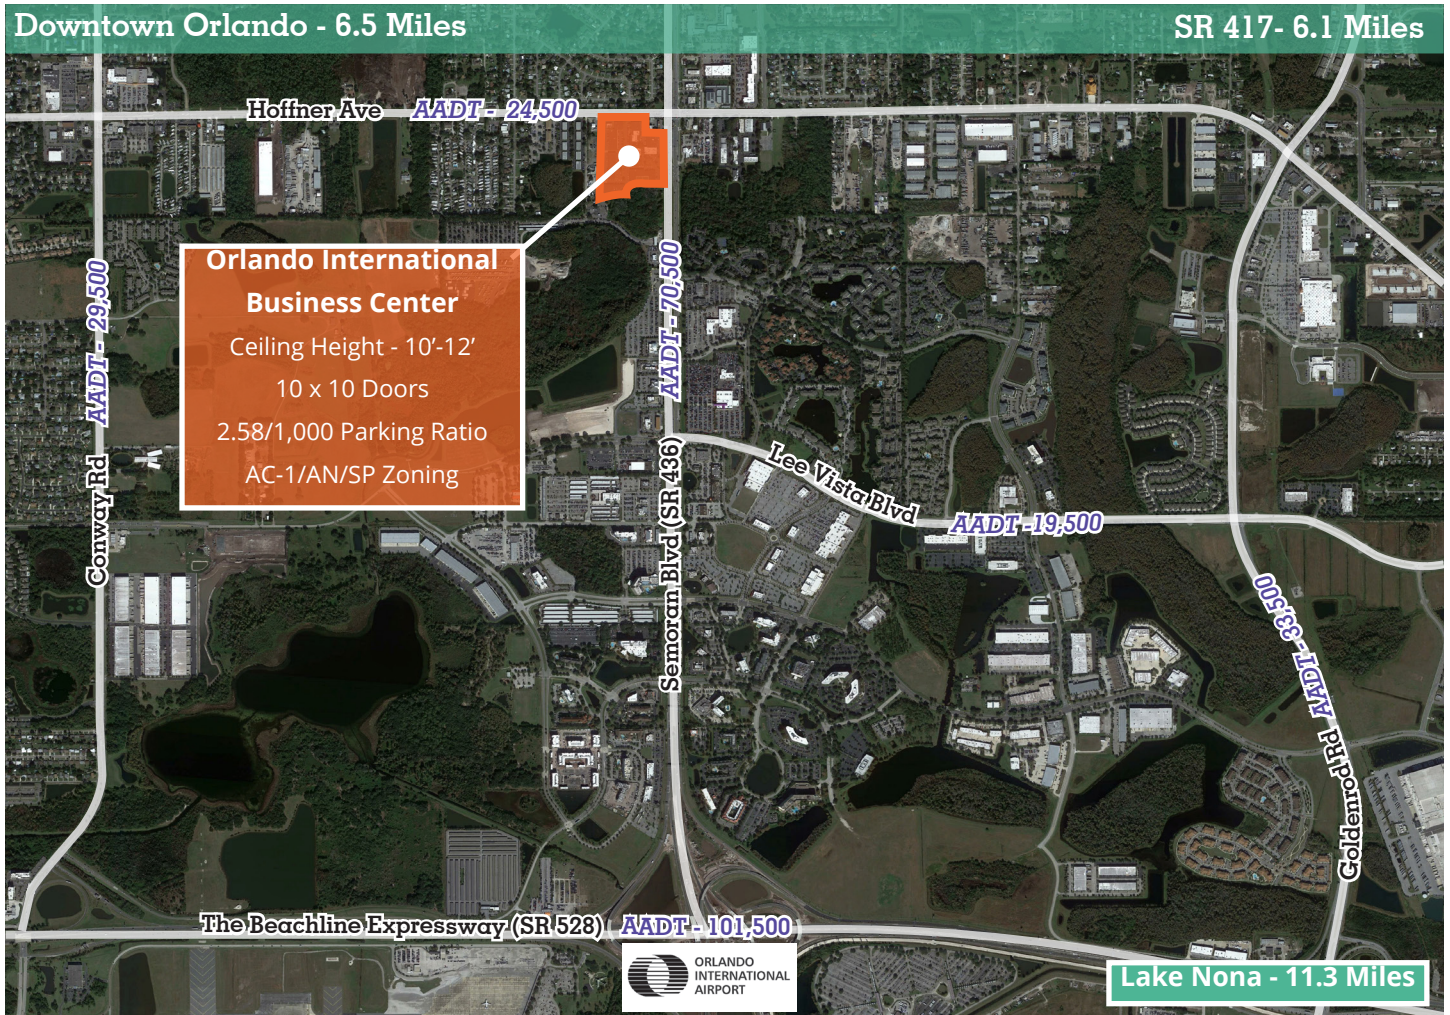 Downtown Orlando - 6.5 Miles
SR 417- 6.1 Miles
Hoffner Ave AADT - 24,500
Orlando International
Business Center
Ceiling Height - 10’-12’
10 x 10 Doors
2.58/1,000 Parking Ratio
AC-1/AN/SP Zoning
AADT - 29,500
Conway Rd
AADT - 70,500
Semoran Blvd (SR 436)
Lee Vista Blvd
AADT -19,500
AADT - 33,500
Goldenrod Rd
The Beachline Expressway (SR 528) AADT - 101,500
ORLANDO
INTERNATIONAL
AIRPORT
Lake Nona - 11.3 Miles